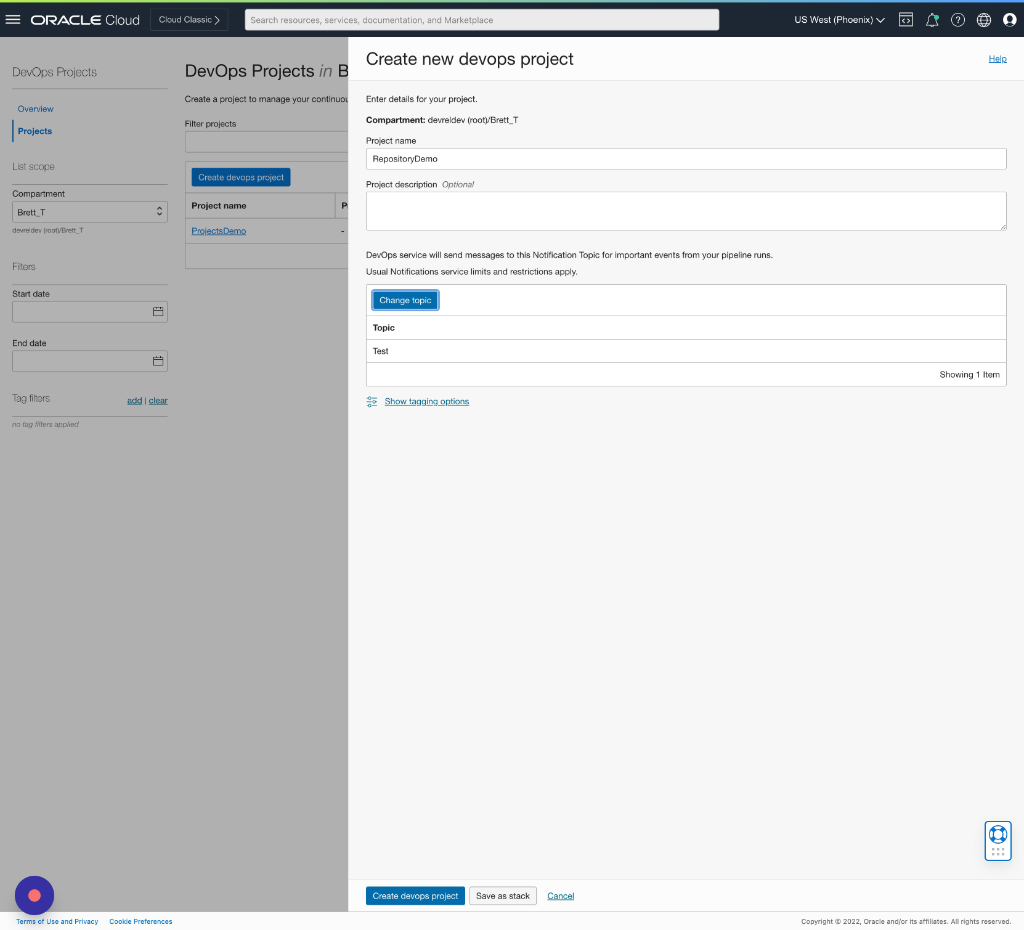 ORACLE Cloud
Cloud Classic
Search resources, services, documentation, and Marketplace
US West (Phoenix)
DevOps Projects
Overview
Projects
List scope
Compartment
Brett_T
devreldev (root)/Brett_T
Filters
Start date
End date
Tag filters
add | clear
no tag filters applied
DevOps Projects in B
Create a project to manage your continuou
Filter projects
Create devops project
Project name
P
ProjectsDemo
-
Create new devops project
Help
Enter details for your project.
Compartment: devreldev (root)/Brett_T
Project name
RepositoryDemo
Project description Optional
DevOps service will send messages to this Notification Topic for important events from your pipeline runs.
Usual Notifications service limits and restrictions apply.
Change topic
Topic
Test
Showing 1 Item
Show tagging options
Create devops project
Save as stack
Cancel
Terms of Use and Privacy
Cookie Preferences
Copyright © 2022, Oracle and/or its affiliates. All rights reserved.